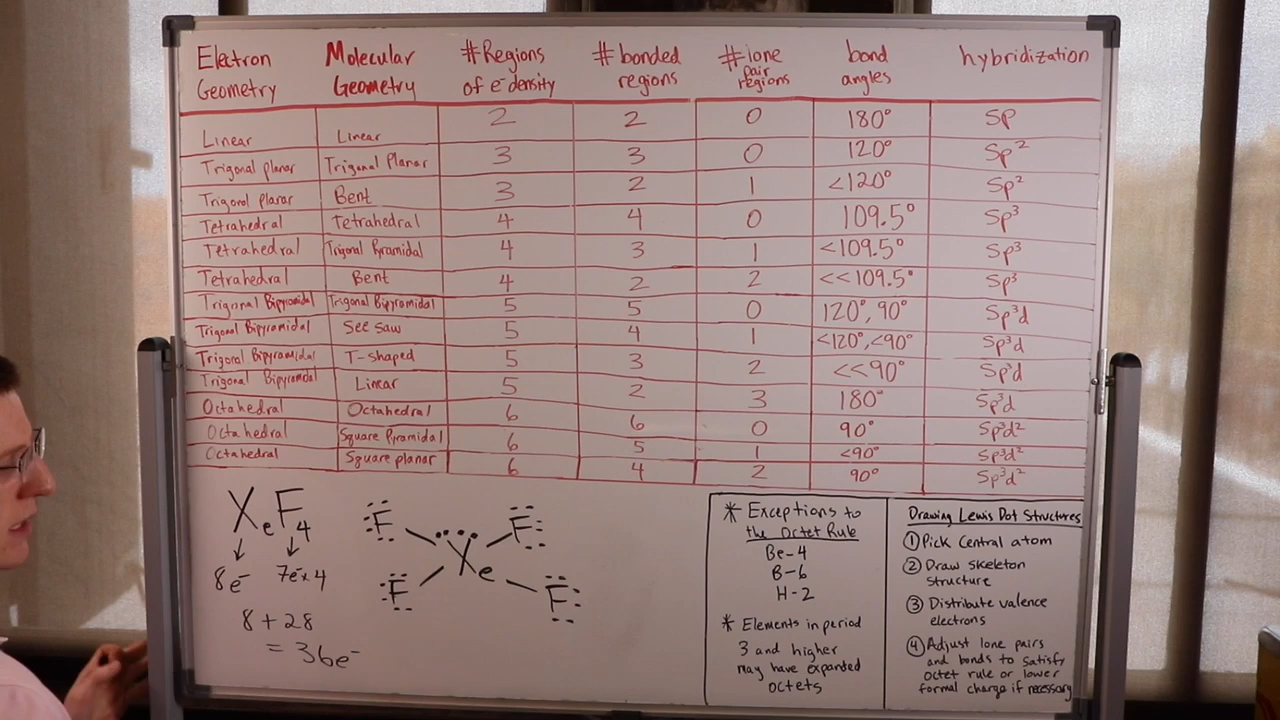 Electron Geometry | Molecular Geometry | #Regions of e⁻density | # bonded regions | # lone pair regions | bond angles | hybridization
Linear | Linear | 2 | 2 | 0 | 180° | sp
Trigonal planar | Trigonal Planar | 3 | 3 | 0 | 120° | sp²
Trigonal planar | Bent | 3 | 2 | 1 | <120° | sp²
Tetrahedral | Tetrahedral | 4 | 4 | 0 | 109.5° | sp³
Tetrahedral | Trigonal Pyramidal | 4 | 3 | 1 | <109.5° | sp³
Tetrahedral | Bent | 4 | 2 | 2 | <<109.5° | sp³
Trigonal Bipyramidal | Trigonal Bipyramidal | 5 | 5 | 0 | 120°, 90° | sp³d
Trigonal Bipyramidal | See saw | 5 | 4 | 1 | <120°, <90° | sp³d
Trigonal Bipyramidal | T-shaped | 5 | 3 | 2 | <<90° | sp³d
Trigonal Bipyramidal | Linear | 5 | 2 | 3 | 180° | sp³d
Octahedral | Octahedral | 6 | 6 | 0 | 90° | sp³d²
Octahedral | Square Pyramidal | 6 | 5 | 1 | <90° | sp³d²
Octahedral | Square planar | 6 | 4 | 2 | 90° | sp³d²
XeF₄
8e⁻ 7e⁻x4
8 + 28
= 36e⁻
F F
Xe
F F
* Exceptions to
the Octet Rule
Be-4
B-6
H-2
* Elements in period
3 and higher
may have expanded
octets
Drawing Lewis Dot Structures
① Pick Central atom
② Draw skeleton
structure
③ Distribute valence
electrons
④ Adjust lone pairs
and bonds to satisfy
octet rule or lower
formal charge if necessary